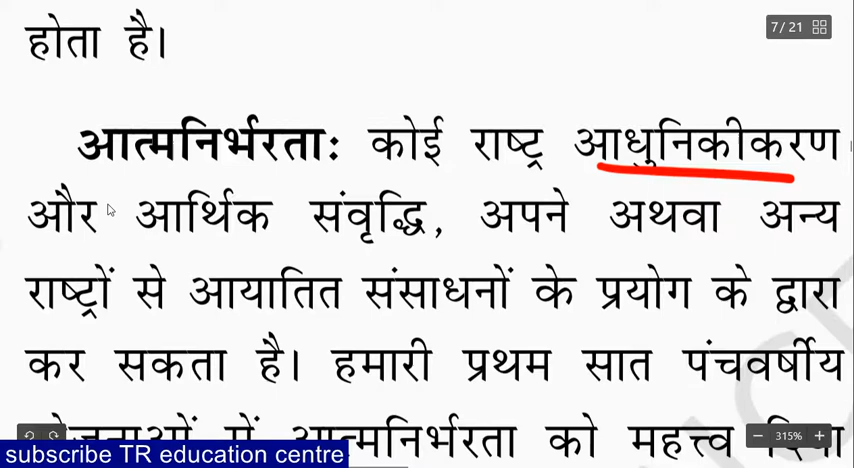 होता है।
7 / 21
आत्मनिर्भरताः कोई राष्ट्र आधुनिकीकरण
और आर्थिक संवृद्धि, अपने अथवा अन्य
राष्ट्रों से आयातित संसाधनों के प्रयोग के द्वारा
कर सकता है। हमारी प्रथम सात पंचवर्षीय
में आत्मनिर्भरता को महत्त्व दिया
315%
subscribe TR education centre